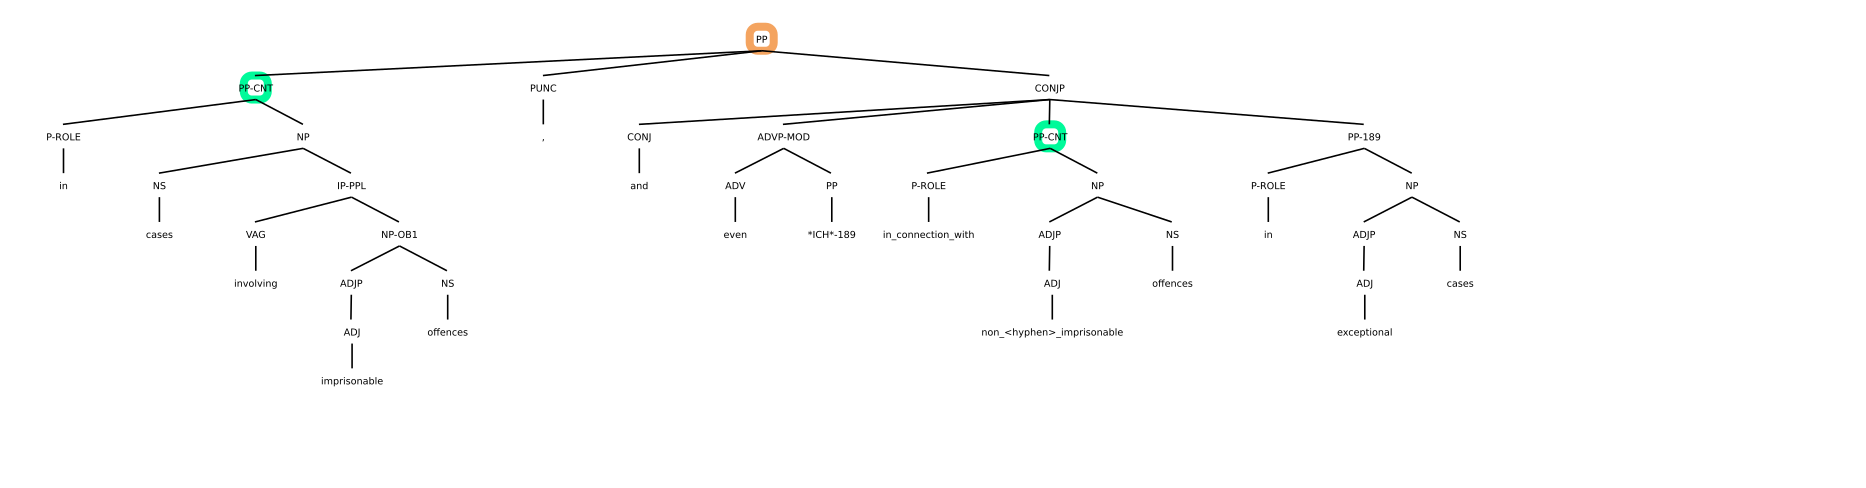 PP
PP-CNT PUNC CONJP
P-ROLE NP , CONJ ADVP-MOD PP-CNT PP-189
in NS IP-PPL and ADV PP P-ROLE NP P-ROLE NP
cases VAG NP-OB1 even *ICH*-189 in_connection_with ADJP NS in ADJP NS
involving ADJP NS ADJ offences ADJ cases
ADJ offences non_<hyphen>_imprisonable exceptional
imprisonable